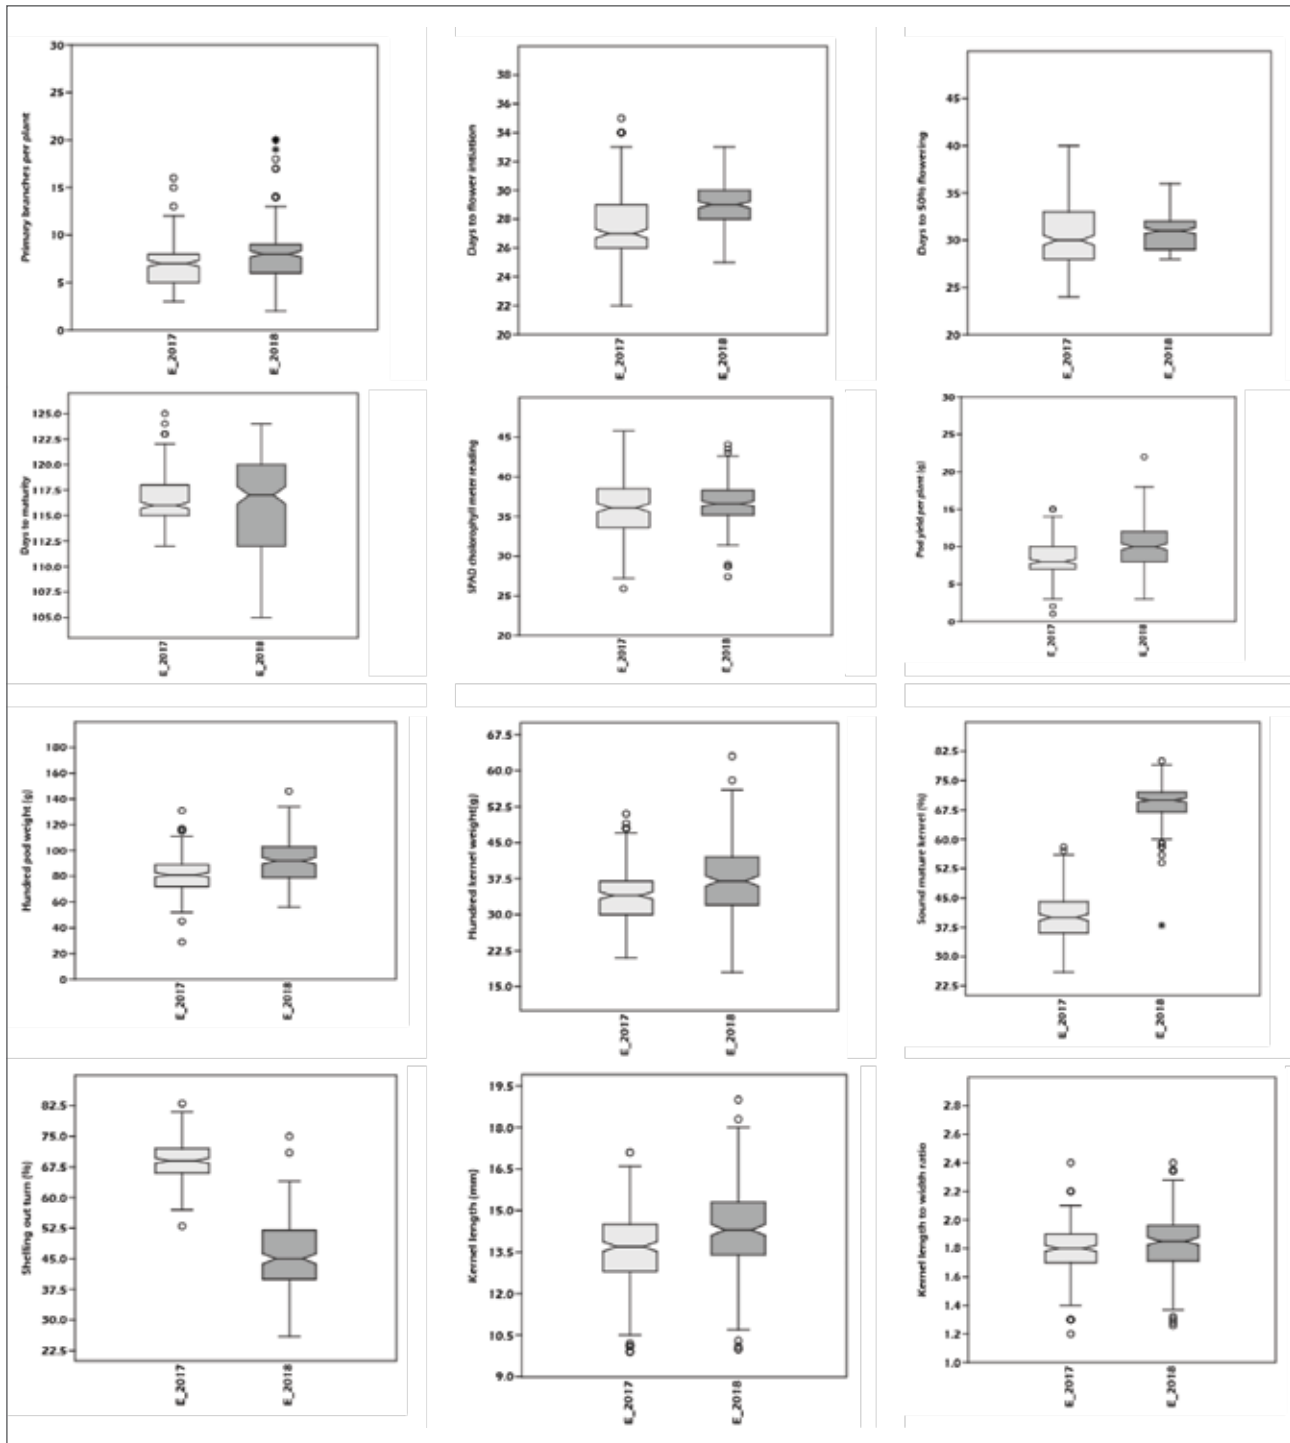 Primary branches per plant
30
25
20
15
10
5
0
E_2017
E_2018
Days to flower intiation
38
36
34
32
30
28
26
24
22
20
E_2017
E_2018
Days to 50% flowering
45
40
35
30
25
20
E_2017
E_2018
Days to maturity
125.0
122.5
120.0
117.5
115.0
112.5
110.0
107.5
105.0
E_2017
E_2018
SPAD cholorophyll meter reading
45
40
35
30
25
20
E_2017
E_2018
Pod yield per plant (g)
30
25
20
15
10
5
0
E_2017
E_2018
Hundred pod weight (g)
180
160
140
120
100
80
60
40
20
0
E_2017
E_2018
Hundred kernel weight(g)
67.5
60.0
52.5
45.0
37.5
30.0
22.5
15.0
E_2017
E_2018
Sound mature kenrel (%)
82.5
75.0
67.5
60.0
52.5
45.0
37.5
30.0
22.5
E_2017
E_2018
Shelling out turn (%)
82.5
75.0
67.5
60.0
52.5
45.0
37.5
30.0
22.5
E_2017
E_2018
Kernel length (mm)
19.5
18.0
16.5
15.0
13.5
12.0
10.5
9.0
E_2017
E_2018
Kernel length to width ratio
2.8
2.6
2.4
2.2
2.0
1.8
1.6
1.4
1.2
1.0
E_2017
E_2018